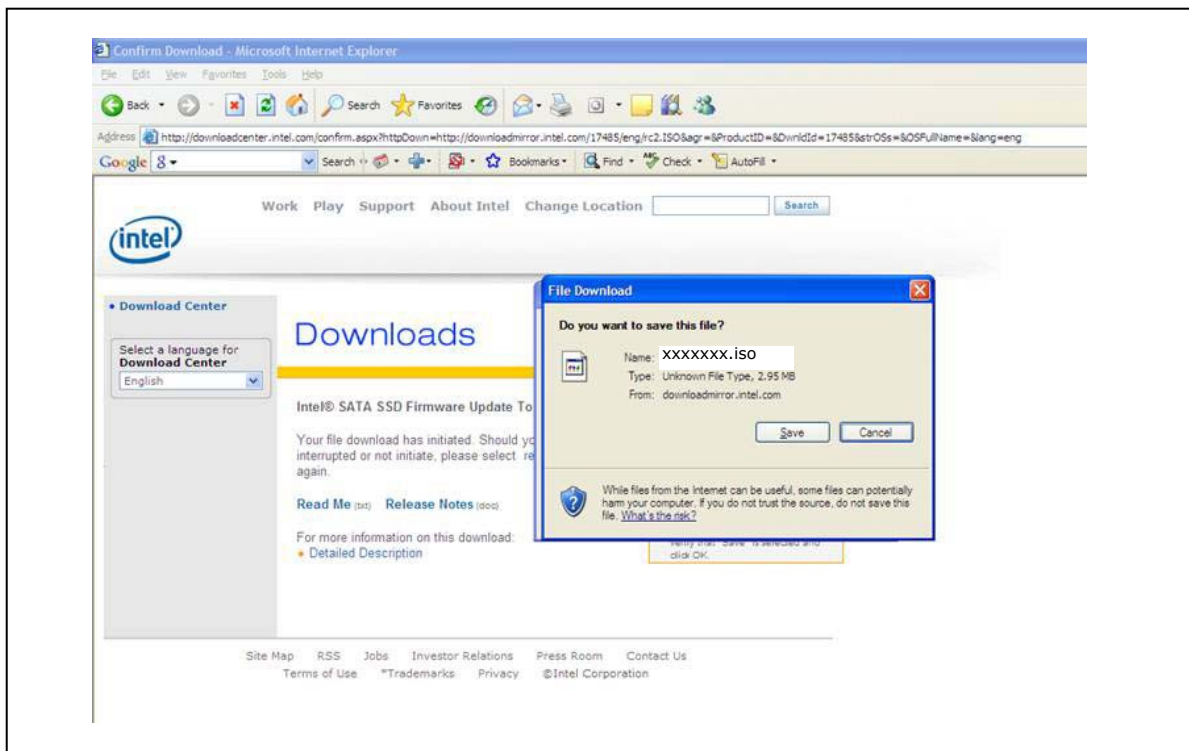 Confirm Download - Microsoft Internet Explorer
File Edit View Favorites Tools Help
Back Search Favorites
Address http://downloadcenter.intel.com/confirm.aspx?httpDown=http://downloadmirror.intel.com/17485/eng/rc2.ISO&agr=&ProductID=&DwnldId=17485&strOSs=&OSFullName=&lang=eng
Google Search Bookmarks Find Check AutoFill
Work Play Support About Intel Change Location Search
intel
Download Center
Select a language for
Download Center
English
Downloads
Intel® SATA SSD Firmware Update To
Your file download has initiated. Should yo
interrupted or not initiate, please select re
again.
Read Me (txt) Release Notes (doc)
For more information on this download:
Detailed Description
File Download
Do you want to save this file?
Name: xxxxxxx.iso
Type: Unknown File Type, 2.95 MB
From: downloadmirror.intel.com
Save Cancel
While files from the Internet can be useful, some files can potentially
harm your computer. If you do not trust the source, do not save this
file. What's the risk?
verify that "Save" is selected and
click OK.
Site Map RSS Jobs Investor Relations Press Room Contact Us
Terms of Use *Trademarks Privacy ©Intel Corporation